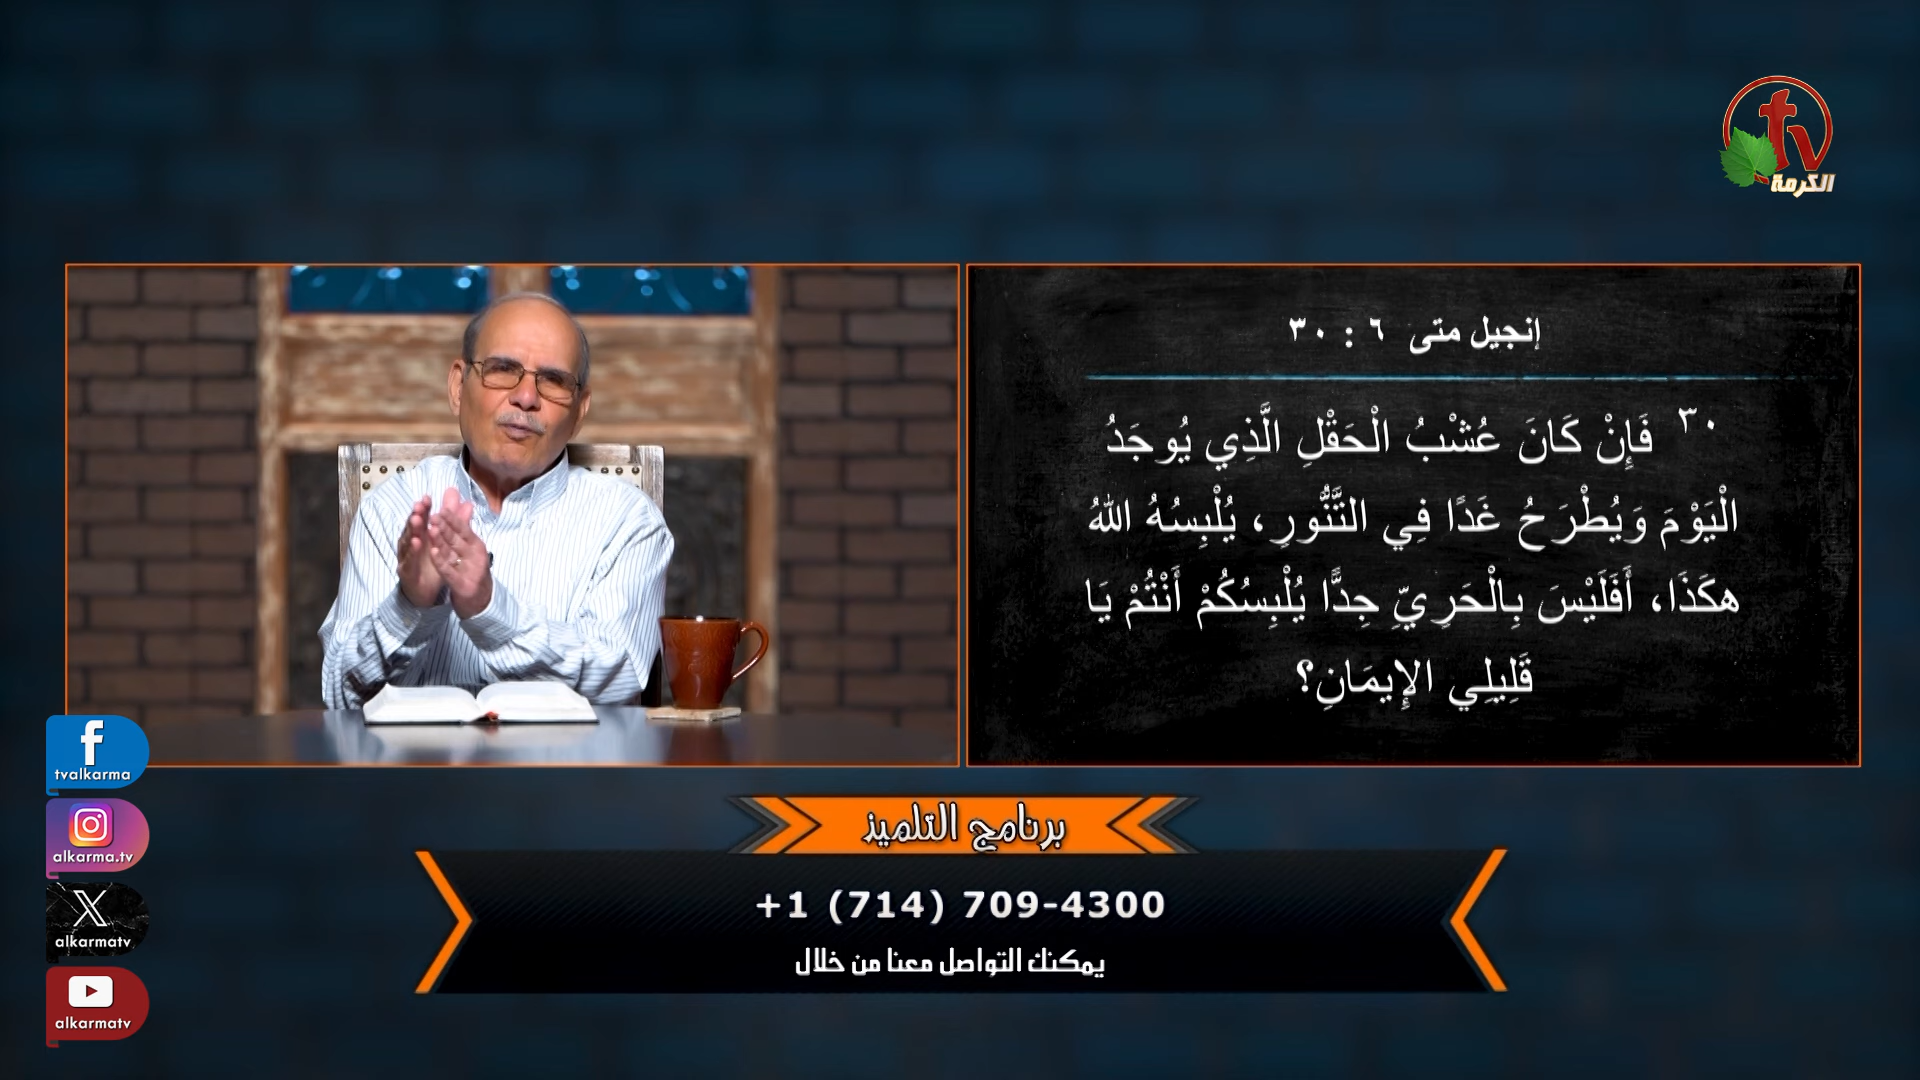 tv
الكرمة
إنجيل متى ٦ : ٣٠
٣٠ فَإِنْ كَانَ عُشْبُ الْحَقْلِ الَّذِي يُوجَدُ
الْيَوْمَ وَيُطْرَحُ غَدًا فِي التَّنُّورِ، يُلْبِسُهُ اللهُ
هكَذَا، أَفَلَيْسَ بِالْحَرِيِّ جِدًّا يُلْبِسُكُمْ أَنْتُمْ يَا
قَلِيلِي الإِيمَانِ؟
f
tvalkarma
alkarma.tv
X
alkarmatv
alkarmatv
برنامج التلميذ
+1 (714) 709-4300
يمكنك التواصل معنا من خلال